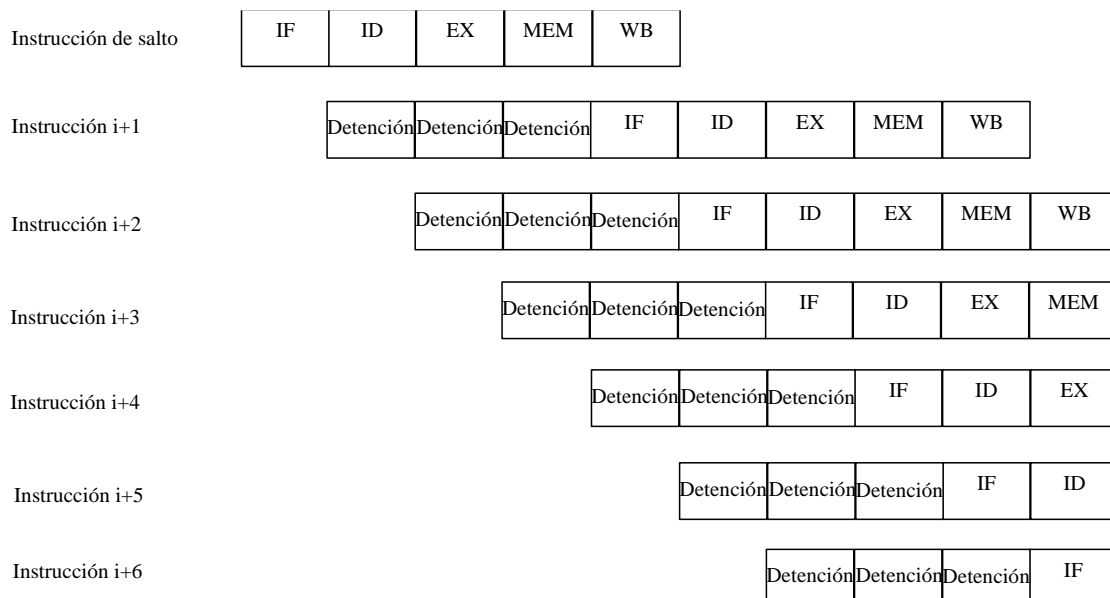 Instrucción de salto IF ID EX MEM WB
Instrucción i+1 Detención Detención Detención IF ID EX MEM WB
Instrucción i+2 Detención Detención Detención IF ID EX MEM WB
Instrucción i+3 Detención Detención Detención IF ID EX MEM
Instrucción i+4 Detención Detención Detención IF ID EX
Instrucción i+5 Detención Detención Detención IF ID
Instrucción i+6 Detención Detención Detención IF